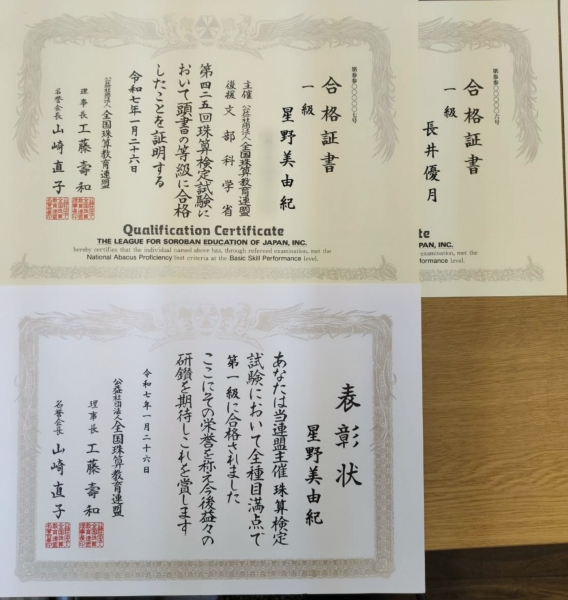 合格証書
一級
星野美由紀
主催 公益社団法人 全国珠算教育連盟
後援 文部科学省
第四二五回珠算検定試験に
おいて頭書の等級に合格
したことを証明する
令和七年一月二十六日
公益社団法人 全国珠算教育連盟
理事長 工藤壽和
名誉会長 山崎直子
Qualification Certificate
THE LEAGUE FOR SOROBAN EDUCATION OF JAPAN, INC.
hereby certifies that the individual named above has, through refereed examination, met the
National Abacus Proficiency test criteria at the Basic Skill Performance level.
合格証書
一級
長井優月
te
PAN, INC.
examination, met the
formance level.
表彰状
星野美由紀
あなたは当連盟主催珠算検定
試験において全種目満点で
第一級に合格されました
ここにその栄誉を称え今後益々の
研鑽を期待しこれを賞します
令和七年一月二十六日
公益社団法人 全国珠算教育連盟
理事長 工藤壽和
名誉会長 山崎直子